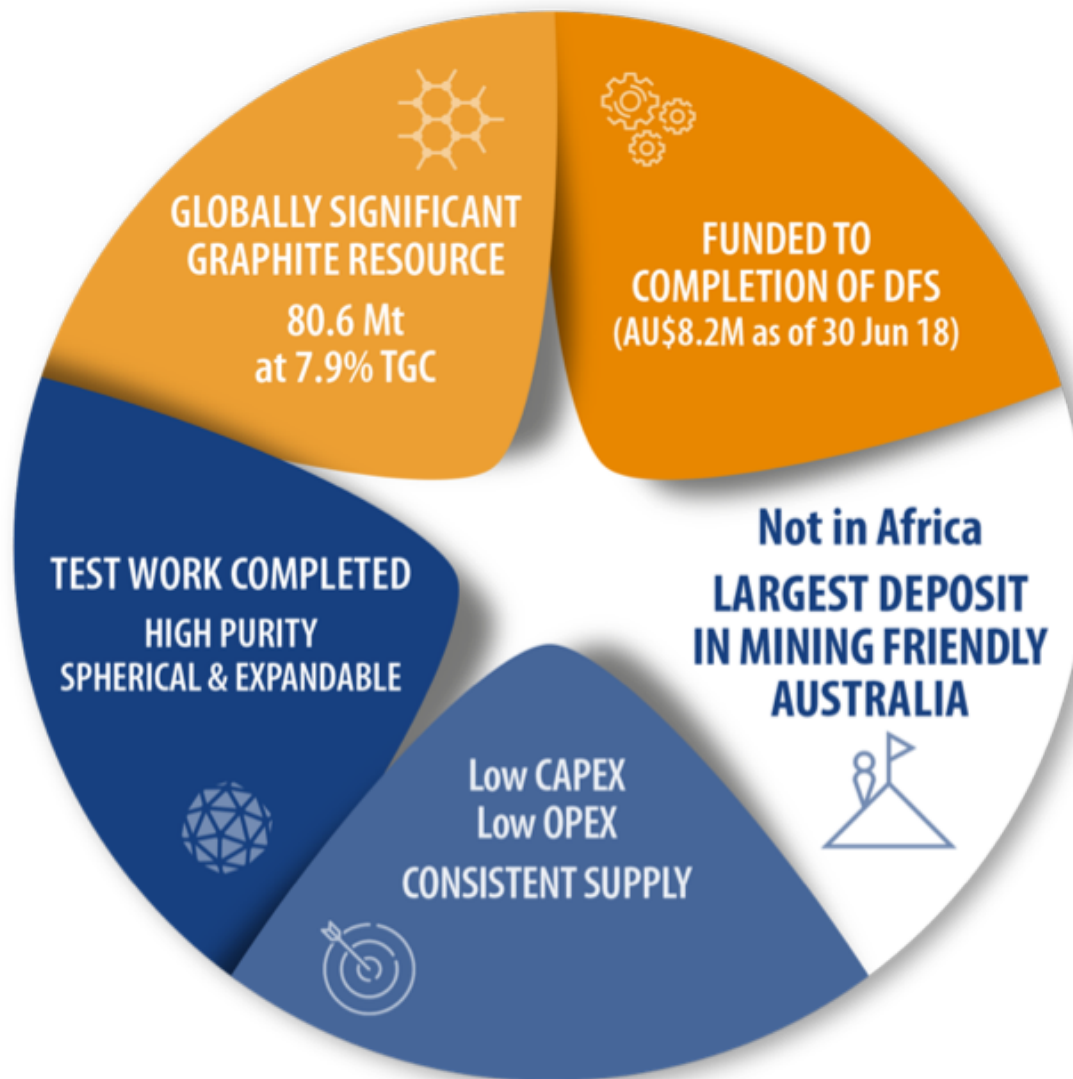 GLOBALLY SIGNIFICANT
GRAPHITE RESOURCE
80.6 Mt
at 7.9% TGC
FUNDED TO
COMPLETION OF DFS
(AU$8.2M as of 30 Jun 18)
Not in Africa
LARGEST DEPOSIT
IN MINING FRIENDLY
AUSTRALIA
Low CAPEX
Low OPEX
CONSISTENT SUPPLY
TEST WORK COMPLETED
HIGH PURITY
SPHERICAL & EXPANDABLE